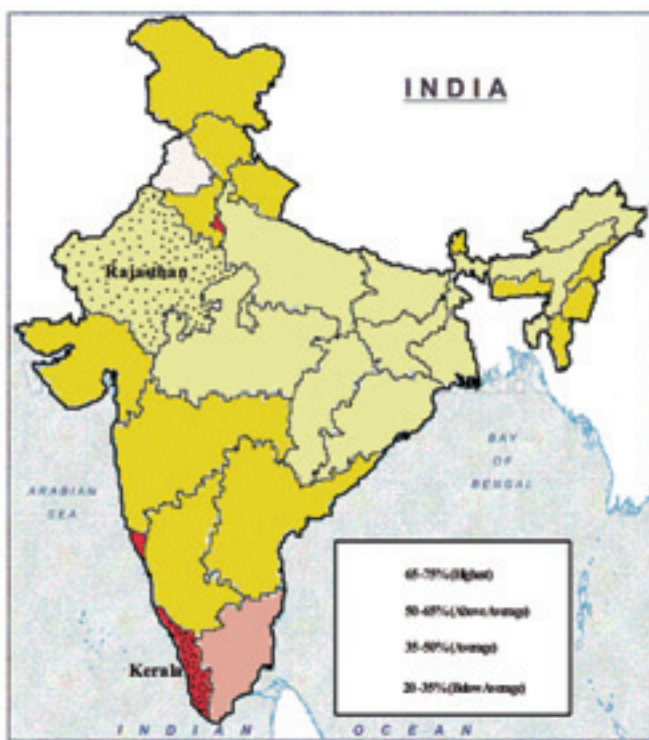 INDIA
Rajasthan
ARABIAN
SEA
BAY
OF
BENGAL
65-75% (Highest)
50-65% (Above Average)
35-50% (Average)
20-35% (Below Average)
Kerala
INDIAN OCEAN